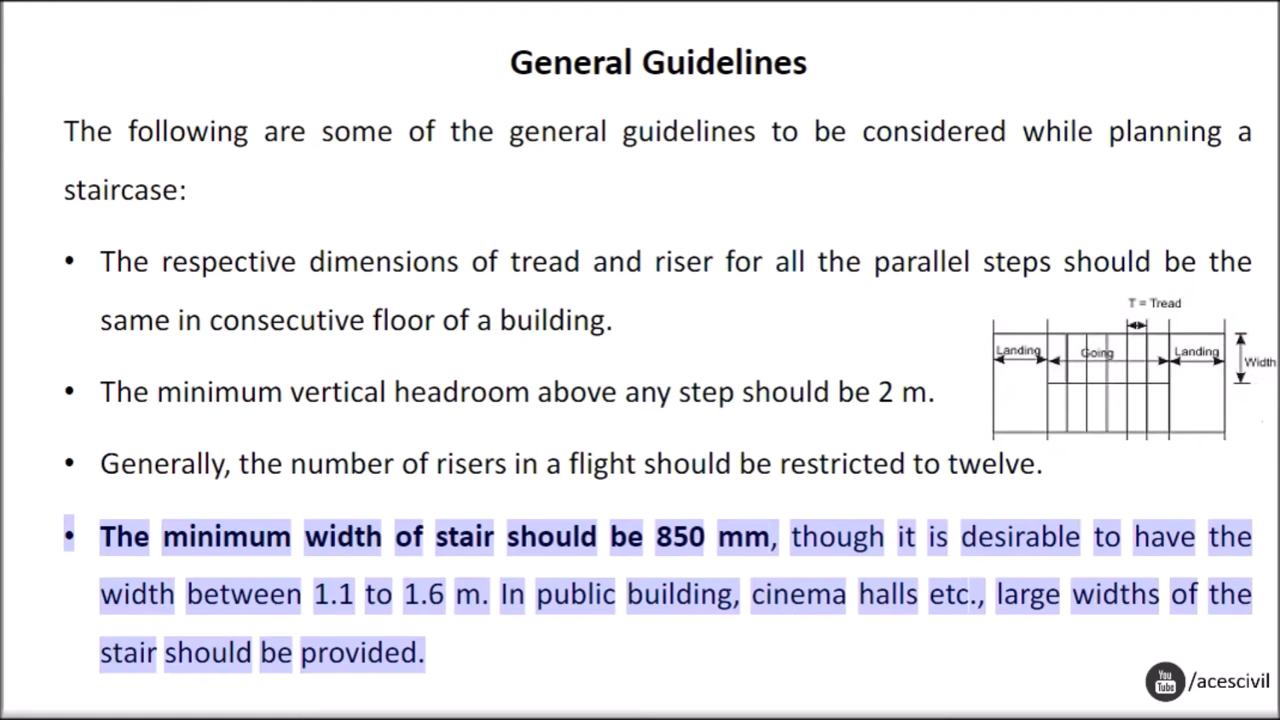 General Guidelines
The following are some of the general guidelines to be considered while planning a
staircase:
• The respective dimensions of tread and riser for all the parallel steps should be the
same in consecutive floor of a building.
T = Tread
Landing
Going
Landing
Width
• The minimum vertical headroom above any step should be 2 m.
• Generally, the number of risers in a flight should be restricted to twelve.
• The minimum width of stair should be 850 mm, though it is desirable to have the
width between 1.1 to 1.6 m. In public building, cinema halls etc., large widths of the
stair should be provided.
You
Tube
/acescivil